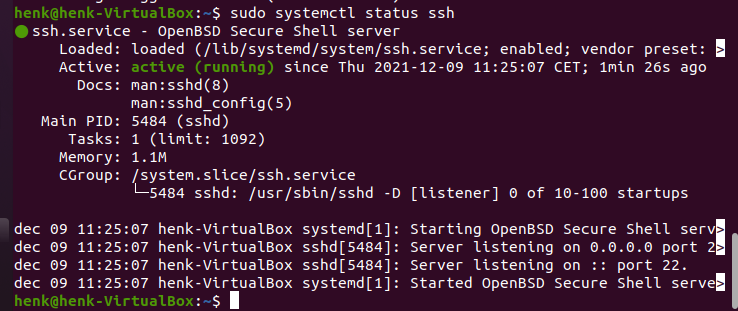 henk@henk-VirtualBox:~$ sudo systemctl status ssh
● ssh.service - OpenBSD Secure Shell server
     Loaded: loaded (/lib/systemd/system/ssh.service; enabled; vendor preset: >
     Active: active (running) since Thu 2021-12-09 11:25:07 CET; 1min 26s ago
       Docs: man:sshd(8)
             man:sshd_config(5)
   Main PID: 5484 (sshd)
      Tasks: 1 (limit: 1092)
     Memory: 1.1M
     CGroup: /system.slice/ssh.service
             └─5484 sshd: /usr/sbin/sshd -D [listener] 0 of 10-100 startups
dec 09 11:25:07 henk-VirtualBox systemd[1]: Starting OpenBSD Secure Shell serv>
dec 09 11:25:07 henk-VirtualBox sshd[5484]: Server listening on 0.0.0.0 port 2>
dec 09 11:25:07 henk-VirtualBox sshd[5484]: Server listening on :: port 22.
dec 09 11:25:07 henk-VirtualBox systemd[1]: Started OpenBSD Secure Shell serve>
henk@henk-VirtualBox:~$